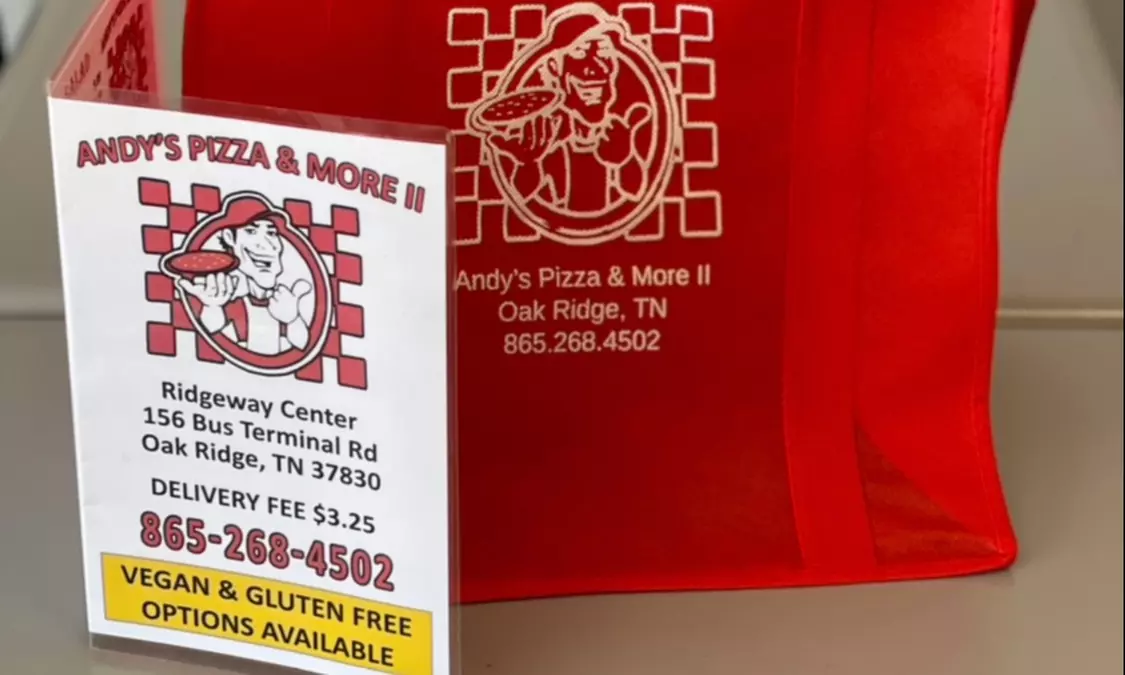 SALAD
ANDY'S PIZZA & MORE II
Ridgeway Center
156 Bus Terminal Rd
Oak Ridge, TN 37830
DELIVERY FEE $3.25
865-268-4502
VEGAN & GLUTEN FREE
OPTIONS AVAILABLE
Andy's Pizza & More II
Oak Ridge, TN
865.268.4502